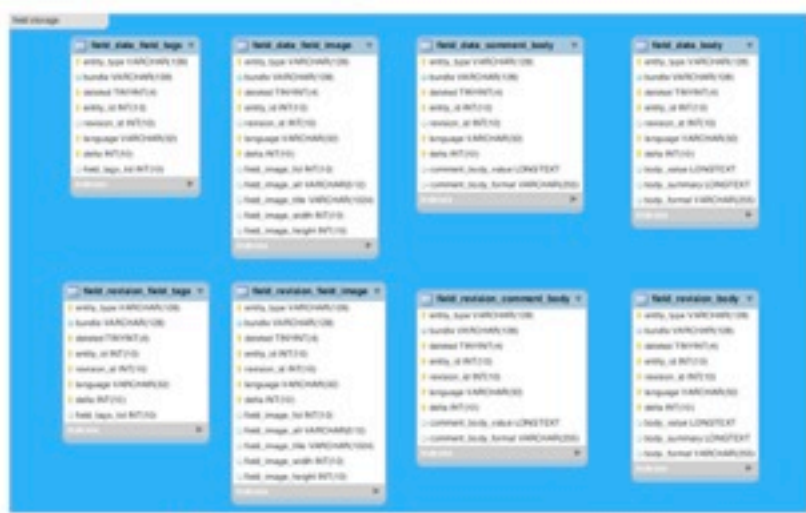 field storage
field_data_field_tags
entity_type VARCHAR(128)
bundle VARCHAR(128)
deleted TINYINT(4)
entity_id INT(10)
revision_id INT(10)
language VARCHAR(32)
delta INT(10)
field_tags_tid INT(10)
Indexes
field_data_field_image
entity_type VARCHAR(128)
bundle VARCHAR(128)
deleted TINYINT(4)
entity_id INT(10)
revision_id INT(10)
language VARCHAR(32)
delta INT(10)
field_image_fid INT(10)
field_image_alt VARCHAR(512)
field_image_title VARCHAR(1024)
field_image_width INT(10)
field_image_height INT(10)
Indexes
field_data_comment_body
entity_type VARCHAR(128)
bundle VARCHAR(128)
deleted TINYINT(4)
entity_id INT(10)
revision_id INT(10)
language VARCHAR(32)
delta INT(10)
comment_body_value LONGTEXT
comment_body_format VARCHAR(255)
Indexes
field_data_body
entity_type VARCHAR(128)
bundle VARCHAR(128)
deleted TINYINT(4)
entity_id INT(10)
revision_id INT(10)
language VARCHAR(32)
delta INT(10)
body_value LONGTEXT
body_summary LONGTEXT
body_format VARCHAR(255)
Indexes
field_revision_field_tags
entity_type VARCHAR(128)
bundle VARCHAR(128)
deleted TINYINT(4)
entity_id INT(10)
revision_id INT(10)
language VARCHAR(32)
delta INT(10)
field_tags_tid INT(10)
Indexes
field_revision_field_image
entity_type VARCHAR(128)
bundle VARCHAR(128)
deleted TINYINT(4)
entity_id INT(10)
revision_id INT(10)
language VARCHAR(32)
delta INT(10)
field_image_fid INT(10)
field_image_alt VARCHAR(512)
field_image_title VARCHAR(1024)
field_image_width INT(10)
field_image_height INT(10)
Indexes
field_revision_comment_body
entity_type VARCHAR(128)
bundle VARCHAR(128)
deleted TINYINT(4)
entity_id INT(10)
revision_id INT(10)
language VARCHAR(32)
delta INT(10)
comment_body_value LONGTEXT
comment_body_format VARCHAR(255)
Indexes
field_revision_body
entity_type VARCHAR(128)
bundle VARCHAR(128)
deleted TINYINT(4)
entity_id INT(10)
revision_id INT(10)
language VARCHAR(32)
delta INT(10)
body_value LONGTEXT
body_summary LONGTEXT
body_format VARCHAR(255)
Indexes